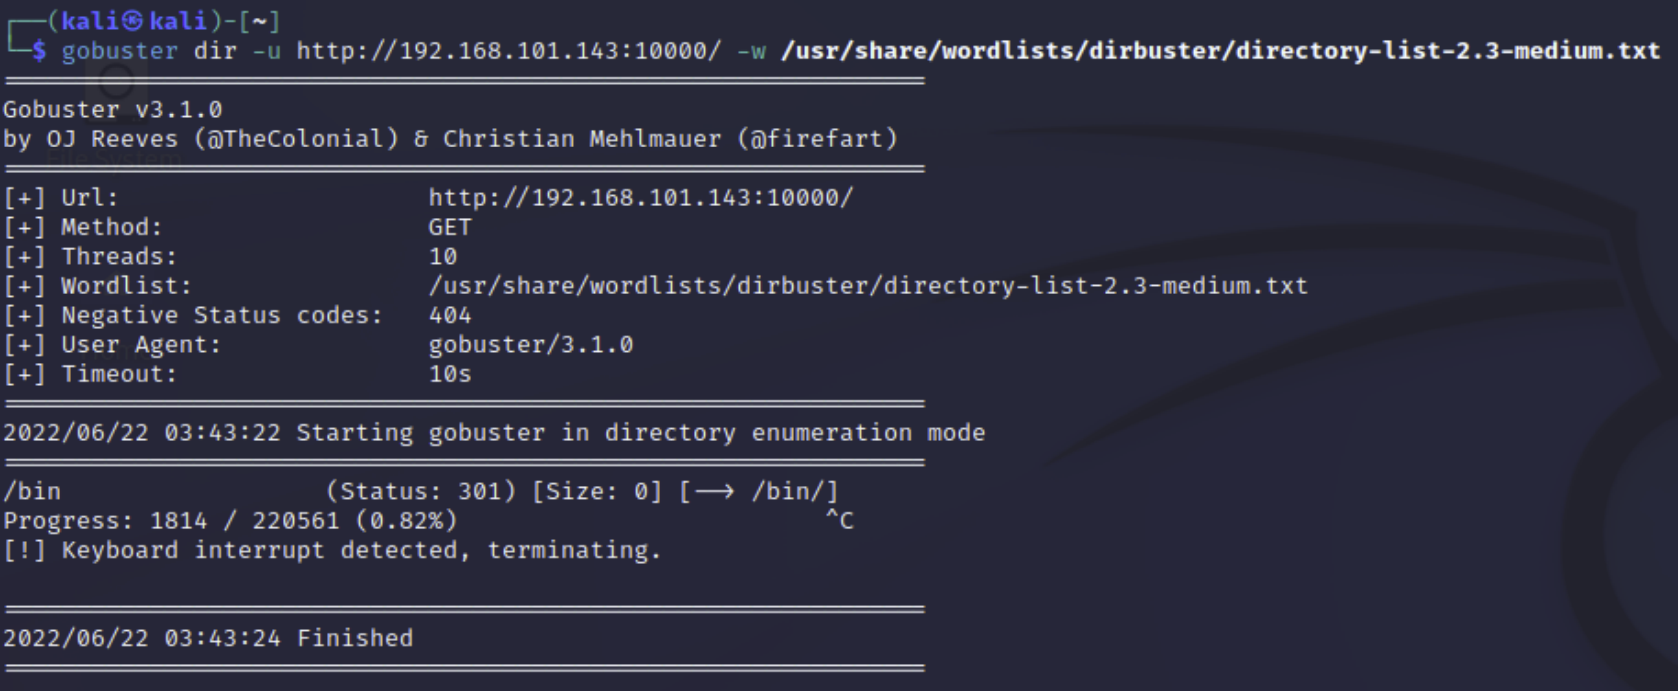 ┌──(kali㉿kali)-[~]
└─$ gobuster dir -u http://192.168.101.143:10000/ -w /usr/share/wordlists/dirbuster/directory-list-2.3-medium.txt
===============================================================
Gobuster v3.1.0
by OJ Reeves (@TheColonial) & Christian Mehlmauer (@firefart)
File System
===============================================================
[+] Url:                     http://192.168.101.143:10000/
[+] Method:                  GET
[+] Threads:                 10
[+] Wordlist:                /usr/share/wordlists/dirbuster/directory-list-2.3-medium.txt
[+] Negative Status codes:   404
[+] User Agent:              gobuster/3.1.0
[+] Timeout:                 10s
===============================================================
2022/06/22 03:43:22 Starting gobuster in directory enumeration mode
===============================================================
/bin                  (Status: 301) [Size: 0] [--> /bin/]
Progress: 1814 / 220561 (0.82%)                         ^C
[!] Keyboard interrupt detected, terminating.
===============================================================
2022/06/22 03:43:24 Finished
===============================================================